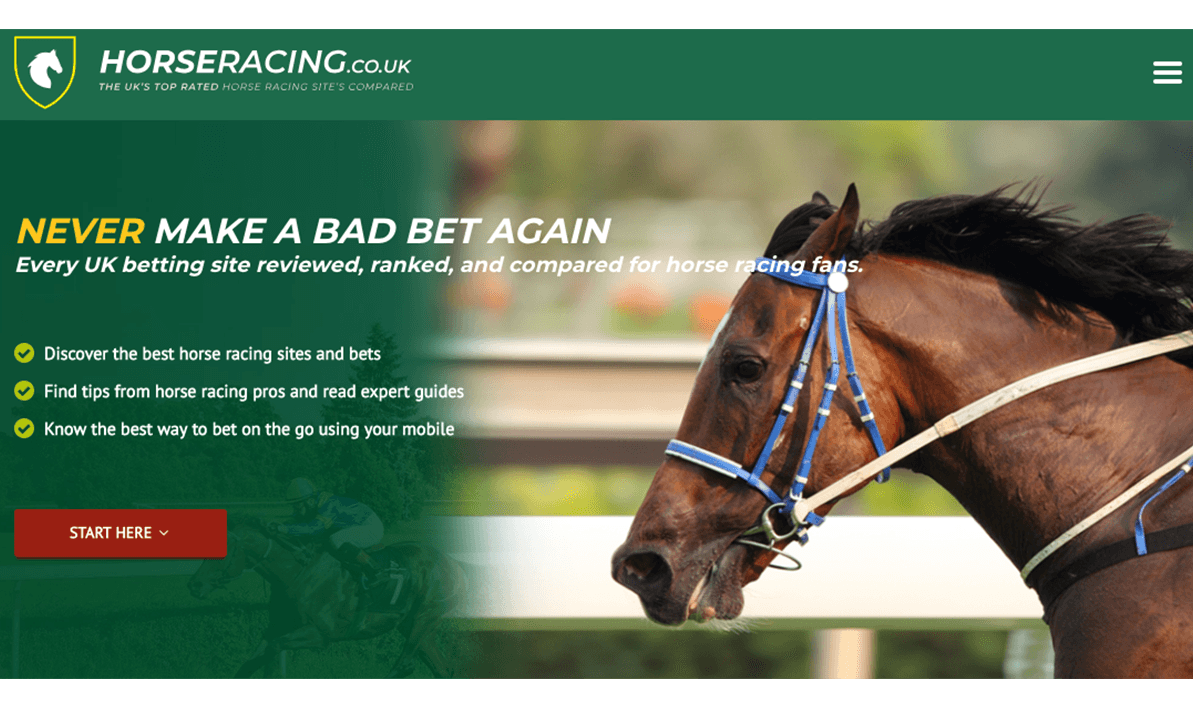 HORSERACING.CO.UK
THE UK'S TOP RATED HORSE RACING SITE'S COMPARED
NEVER MAKE A BAD BET AGAIN
Every UK betting site reviewed, ranked, and compared for horse racing fans.
Discover the best horse racing sites and bets
Find tips from horse racing pros and read expert guides
Know the best way to bet on the go using your mobile
START HERE
7